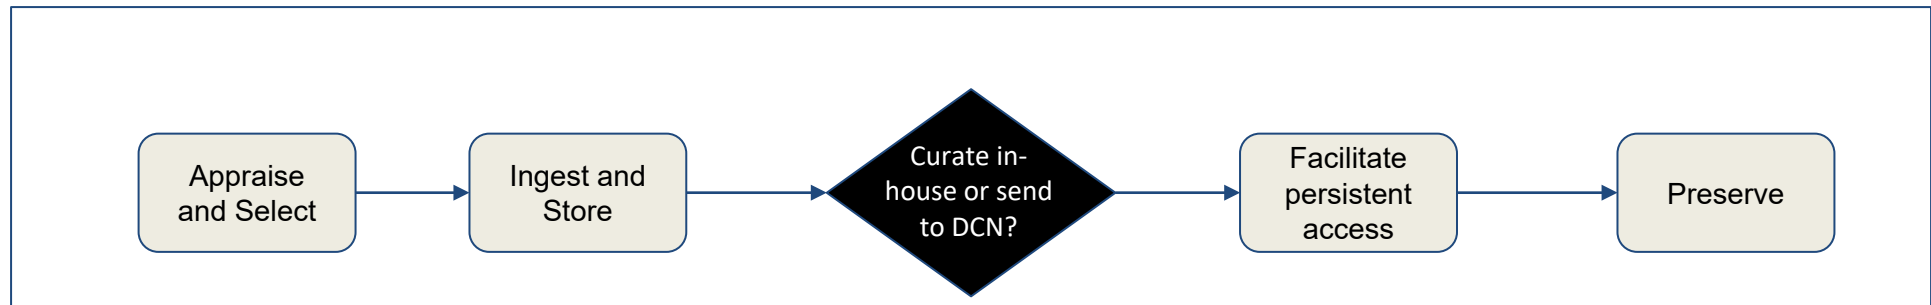 Appraise
and Select
Ingest and
Store
Curate in-
house or send
to DCN?
Facilitate
persistent
access
Preserve